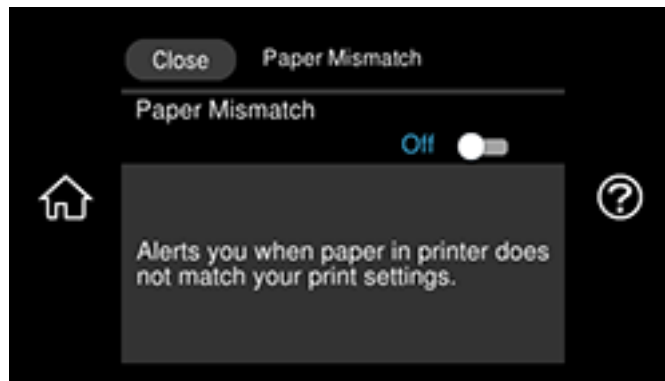 Close Paper Mismatch
Paper Mismatch
Off
Alerts you when paper in printer does
not match your print settings.